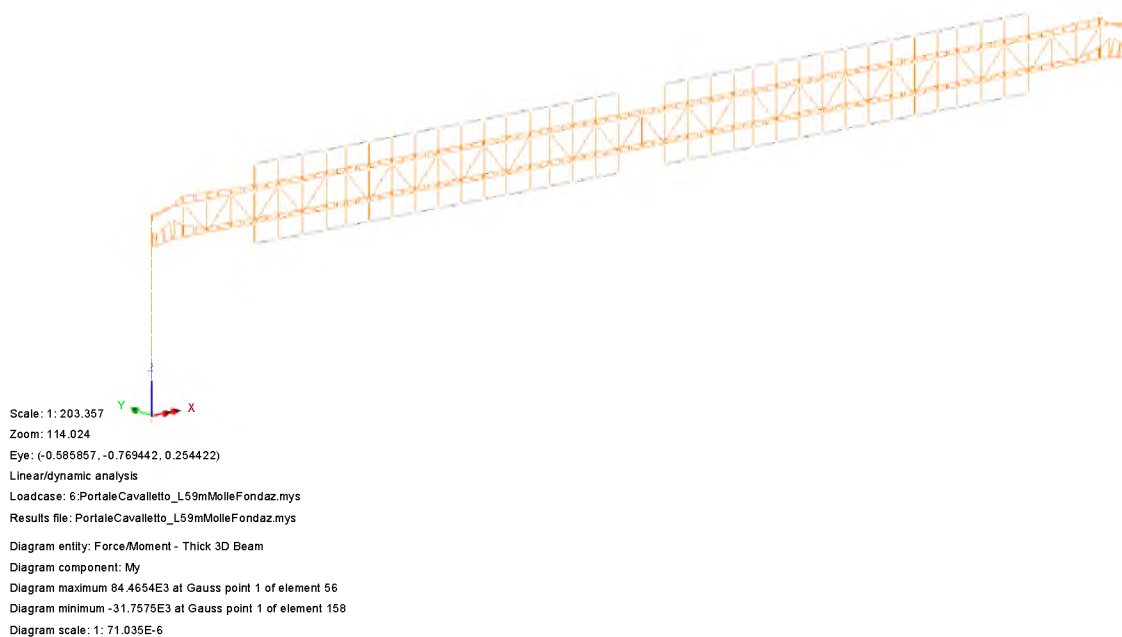 Y
X
Scale: 1: 203.357
Zoom: 114.024
Eye: (-0.585857, -0.769442, 0.254422)
Linear/dynamic analysis
Loadcase: 6:PortaleCavalletto_L59mMolleFondaz.mys
Results file: PortaleCavalletto_L59mMolleFondaz.mys
Diagram entity: Force/Moment - Thick 3D Beam
Diagram component: My
Diagram maximum 84.4654E3 at Gauss point 1 of element 56
Diagram minimum -31.7575E3 at Gauss point 1 of element 158
Diagram scale: 1: 71.035E-6